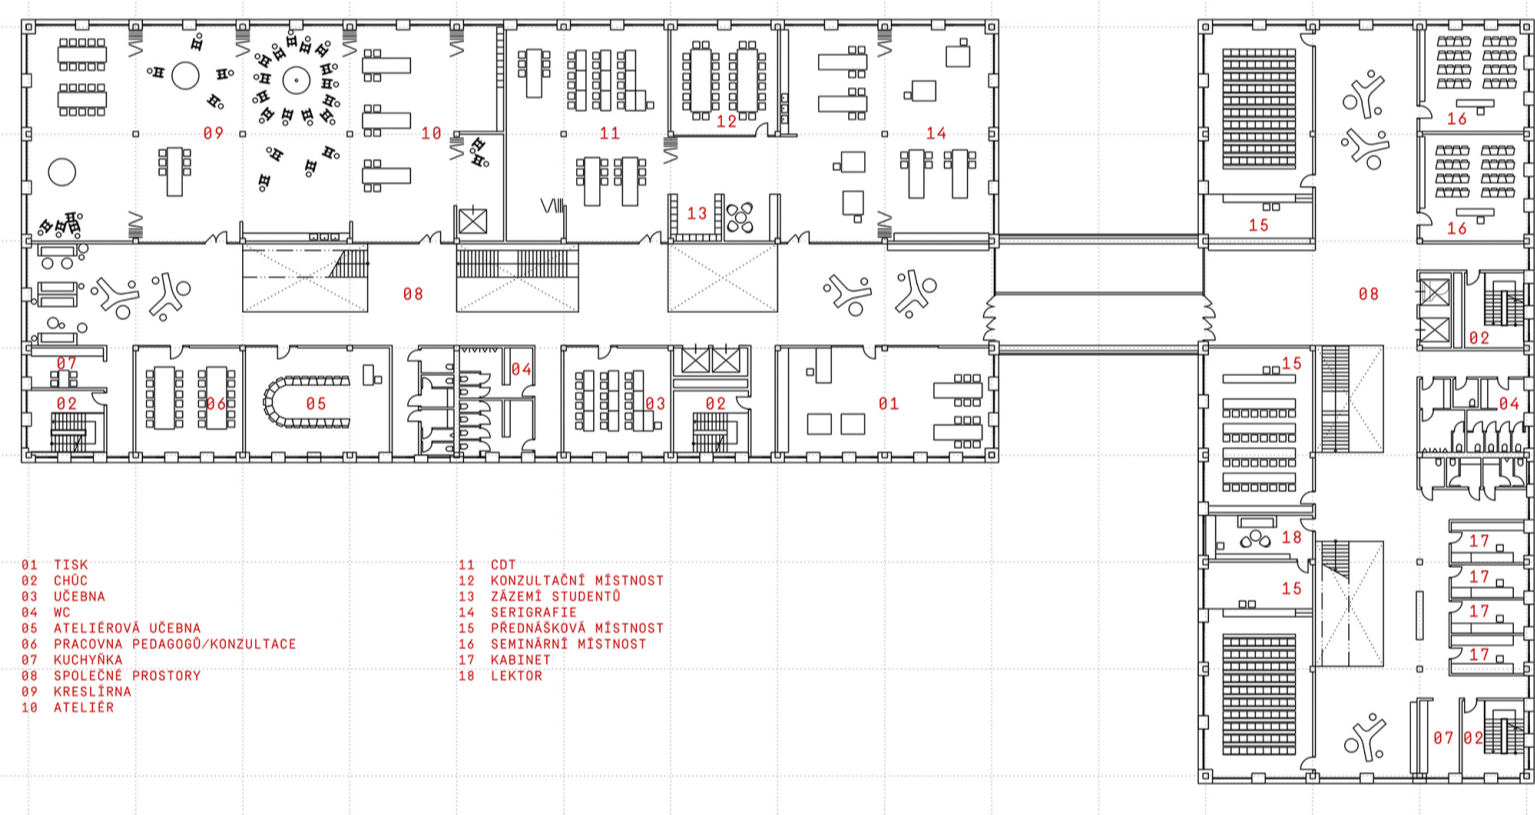 09
10
11
12
14
13
16
16
15
08
08
02
07
02
06
05
04
03
02
01
15
04
18
15
17
17
17
17
07
02
01 TISK
02 CHÚC
03 UČEBNA
04 WC
05 ATELIÉROVÁ UČEBNA
06 PRACOVNA PEDAGOGŮ/KONZULTACE
07 KUCHYŇKA
08 SPOLEČNÉ PROSTORY
09 KRESLÍRNA
10 ATELIÉR
11 CDT
12 KONZULTAČNÍ MÍSTNOST
13 ZÁZEMÍ STUDENTŮ
14 SERIGRAFIE
15 PŘEDNÁŠKOVÁ MÍSTNOST
16 SEMINÁRNÍ MÍSTNOST
17 KABINET
18 LEKTOR